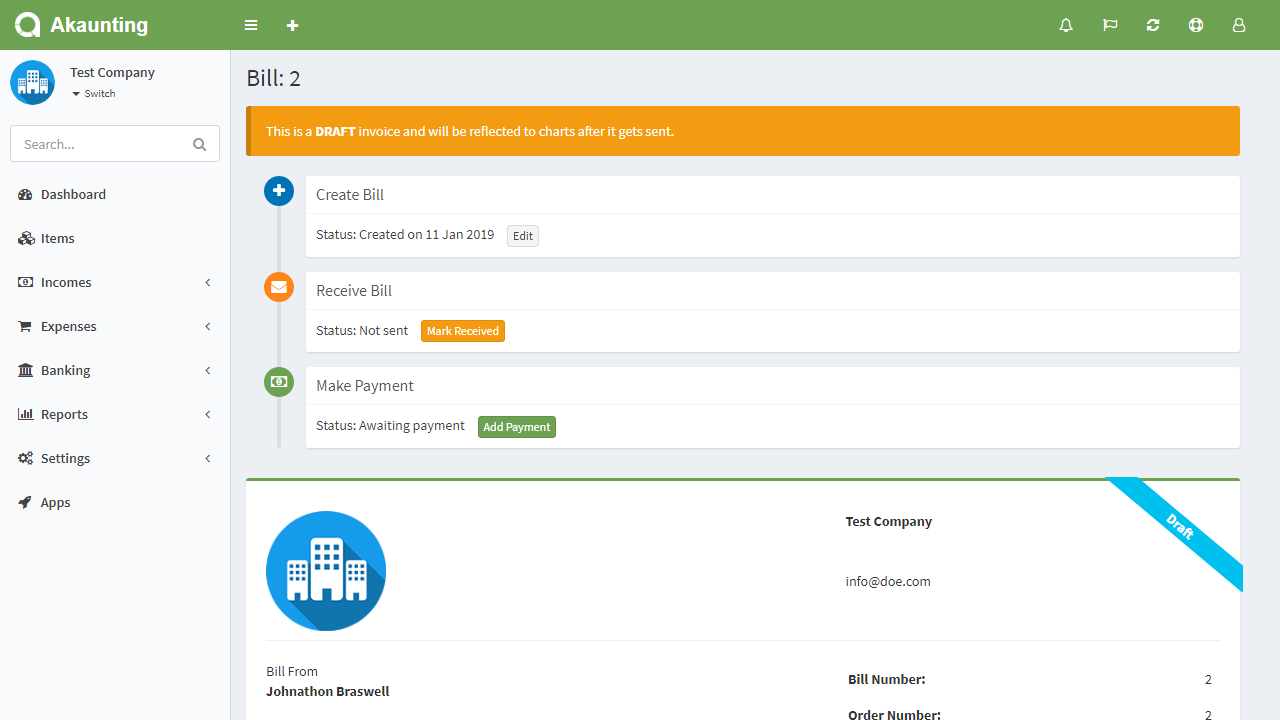 Akaunting
Test Company
Switch
Search...
Dashboard
Items
Incomes
Expenses
Banking
Reports
Settings
Apps
Bill: 2
This is a DRAFT invoice and will be reflected to charts after it gets sent.
Create Bill
Status: Created on 11 Jan 2019 Edit
Receive Bill
Status: Not sent Mark Received
Make Payment
Status: Awaiting payment Add Payment
Draft
Test Company
info@doe.com
Bill From
Johnathon Braswell
Bill Number: 2
Order Number: 2